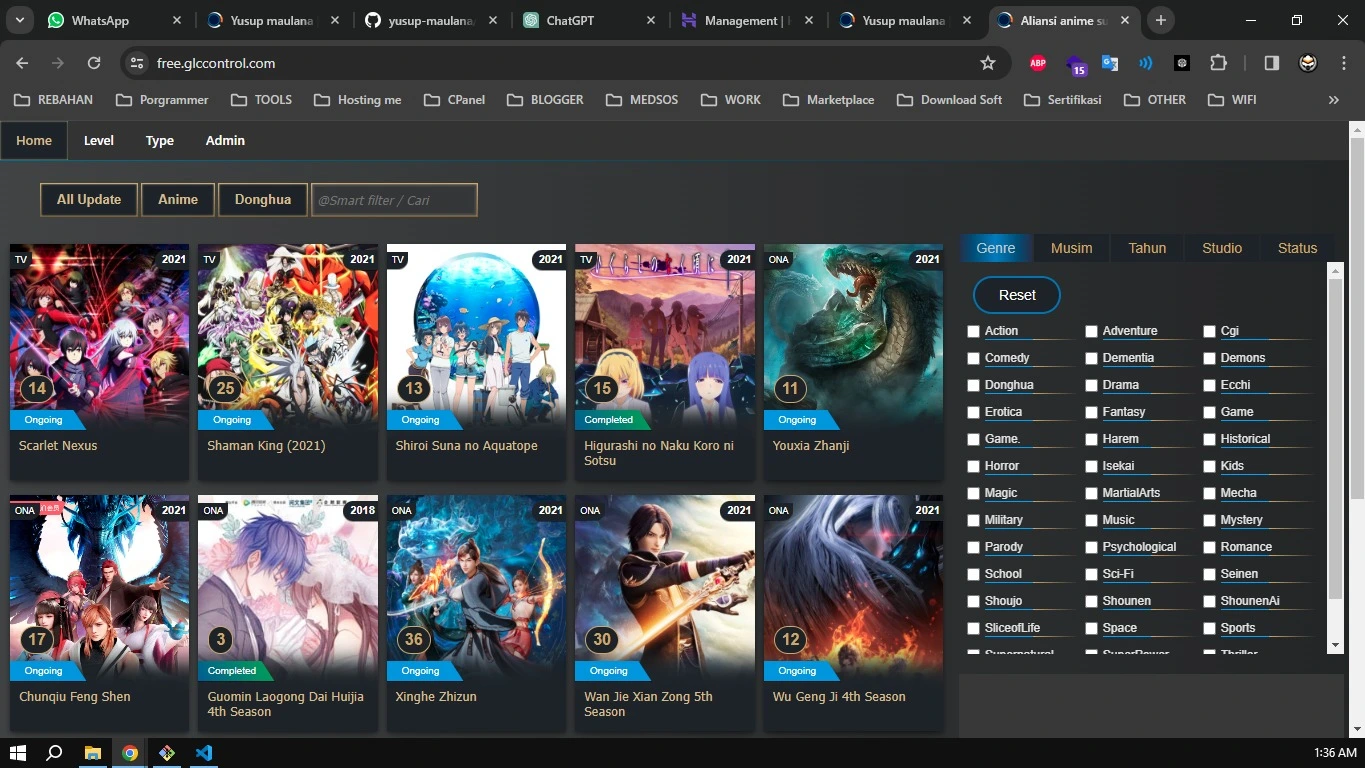 WhatsApp
Yusup maulana
yusup-maulana
ChatGPT
Management |
Yusup maulana
Aliansi anime su
free.glccontrol.com
ABP
15
REBAHAN
Porgrammer
TOOLS
Hosting me
CPanel
BLOGGER
MEDSOS
WORK
Marketplace
Download Soft
Sertifikasi
OTHER
WIFI
Home
Level
Type
Admin
All Update
Anime
Donghua
@Smart filter / Cari
TV
2021
14
Ongoing
Scarlet Nexus
TV
2021
25
Ongoing
Shaman King (2021)
TV
2021
13
Ongoing
Shiroi Suna no Aquatope
TV
2021
15
Completed
Higurashi no Naku Koro ni
Sotsu
ONA
2021
11
Ongoing
Youxia Zhanji
ONA
2021
17
Ongoing
Chunqiu Feng Shen
ONA
2018
3
Completed
Guomin Laogong Dai Huijia
4th Season
ONA
2021
36
Ongoing
Xinghe Zhizun
ONA
2021
30
Ongoing
Wan Jie Xian Zong 5th
Season
ONA
2021
12
Ongoing
Wu Geng Ji 4th Season
Genre
Musim
Tahun
Studio
Status
Reset
Action
Adventure
Cgi
Comedy
Dementia
Demons
Donghua
Drama
Ecchi
Erotica
Fantasy
Game
Game.
Harem
Historical
Horror
Isekai
Kids
Magic
MartialArts
Mecha
Military
Music
Mystery
Parody
Psychological
Romance
School
Sci-Fi
Seinen
Shoujo
Shounen
ShounenAi
SliceofLife
Space
Sports
Supernatural
SuperPower
Thriller
1:36 AM